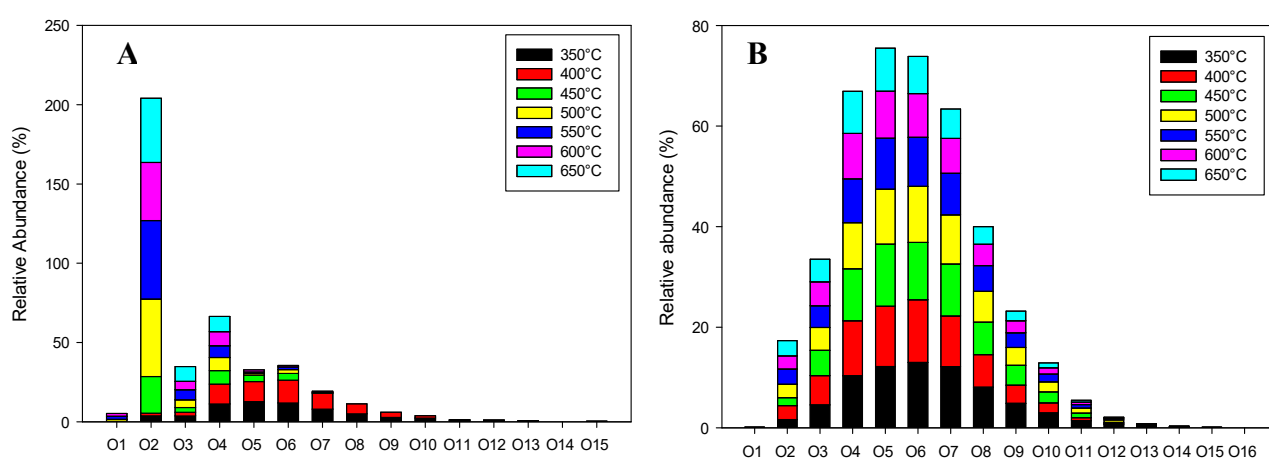 A
350°C
400°C
450°C
500°C
550°C
600°C
650°C
Relative Abundance (%)
250
200
150
100
50
0
O1 O2 O3 O4 O5 O6 O7 O8 O9 O10 O11 O12 O13 O14 O15
B
350°C
400°C
450°C
500°C
550°C
600°C
650°C
Relative abundance (%)
80
60
40
20
0
O1 O2 O3 O4 O5 O6 O7 O8 O9 O10 O11 O12 O13 O14 O15 O16